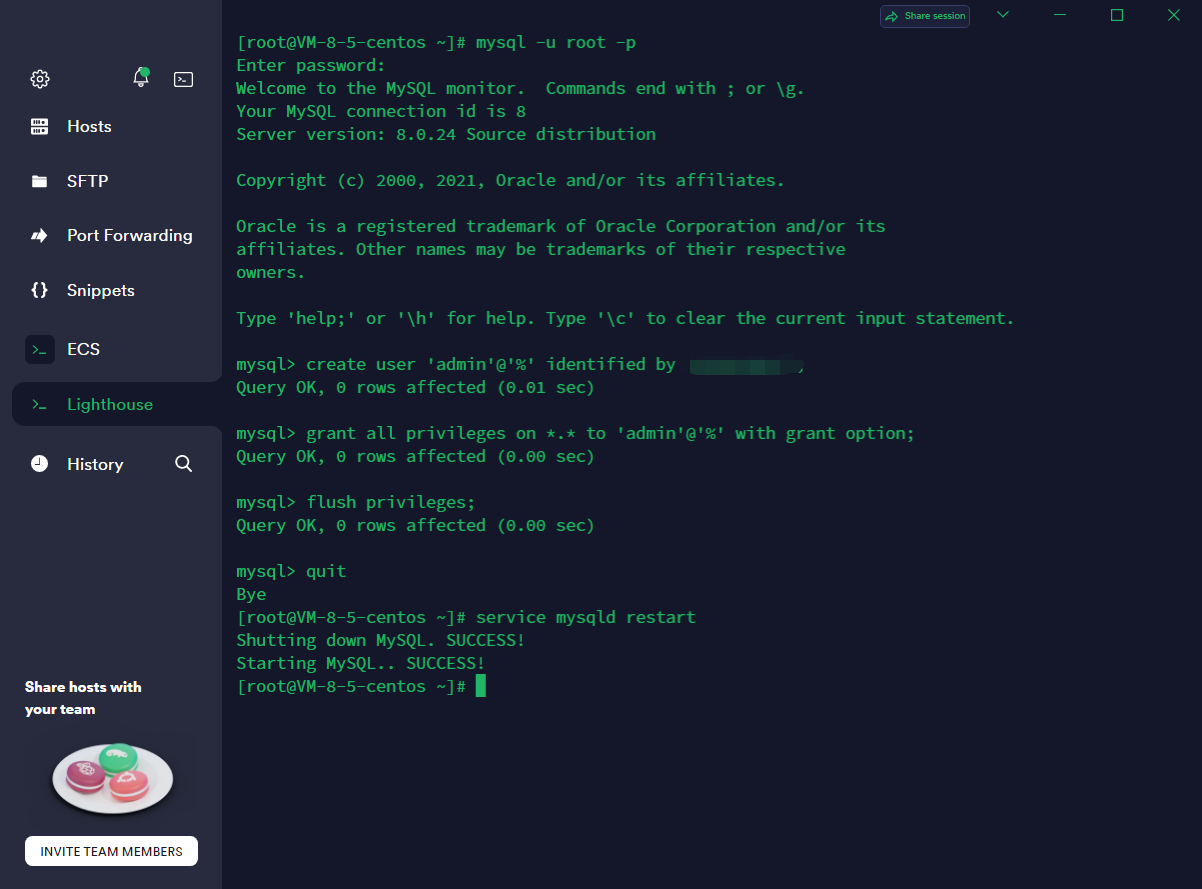 Share session
Hosts
SFTP
Port Forwarding
Snippets
ECS
Lighthouse
History
Share hosts with
your team
INVITE TEAM MEMBERS
[root@VM-8-5-centos ~]# mysql -u root -p
Enter password:
Welcome to the MySQL monitor.  Commands end with ; or \g.
Your MySQL connection id is 8
Server version: 8.0.24 Source distribution
Copyright (c) 2000, 2021, Oracle and/or its affiliates.
Oracle is a registered trademark of Oracle Corporation and/or its
affiliates. Other names may be trademarks of their respective
owners.
Type 'help;' or '\h' for help. Type '\c' to clear the current input statement.
mysql> create user 'admin'@'%' identified by
Query OK, 0 rows affected (0.01 sec)
mysql> grant all privileges on *.* to 'admin'@'%' with grant option;
Query OK, 0 rows affected (0.00 sec)
mysql> flush privileges;
Query OK, 0 rows affected (0.00 sec)
mysql> quit
Bye
[root@VM-8-5-centos ~]# service mysqld restart
Shutting down MySQL. SUCCESS!
Starting MySQL.. SUCCESS!
[root@VM-8-5-centos ~]#